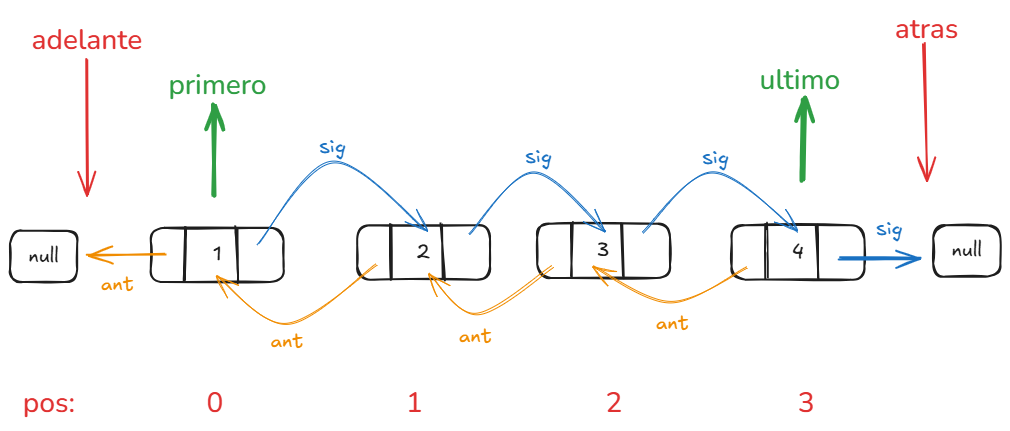 adelante
atras
primero
ultimo
sig
sig
sig
null
1
2
3
4
sig
null
ant
ant
ant
ant
pos: 0 1 2 3